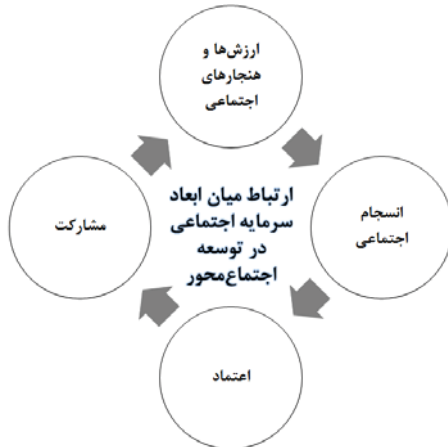 ارزش‌ها و
هنجارهای
اجتماعی
انسجام
اجتماعی
اعتماد
مشارکت
ارتباط میان ابعاد
سرمایه اجتماعی
در توسعه
اجتماع‌محور